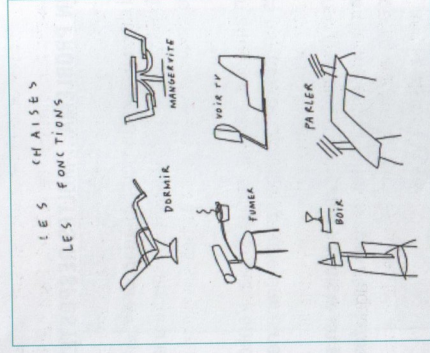 LES CHAISES
LES FONCTIONS
DORMIR
MANGERVITE
FUMER
VOIR TV
BOIR
PARLER